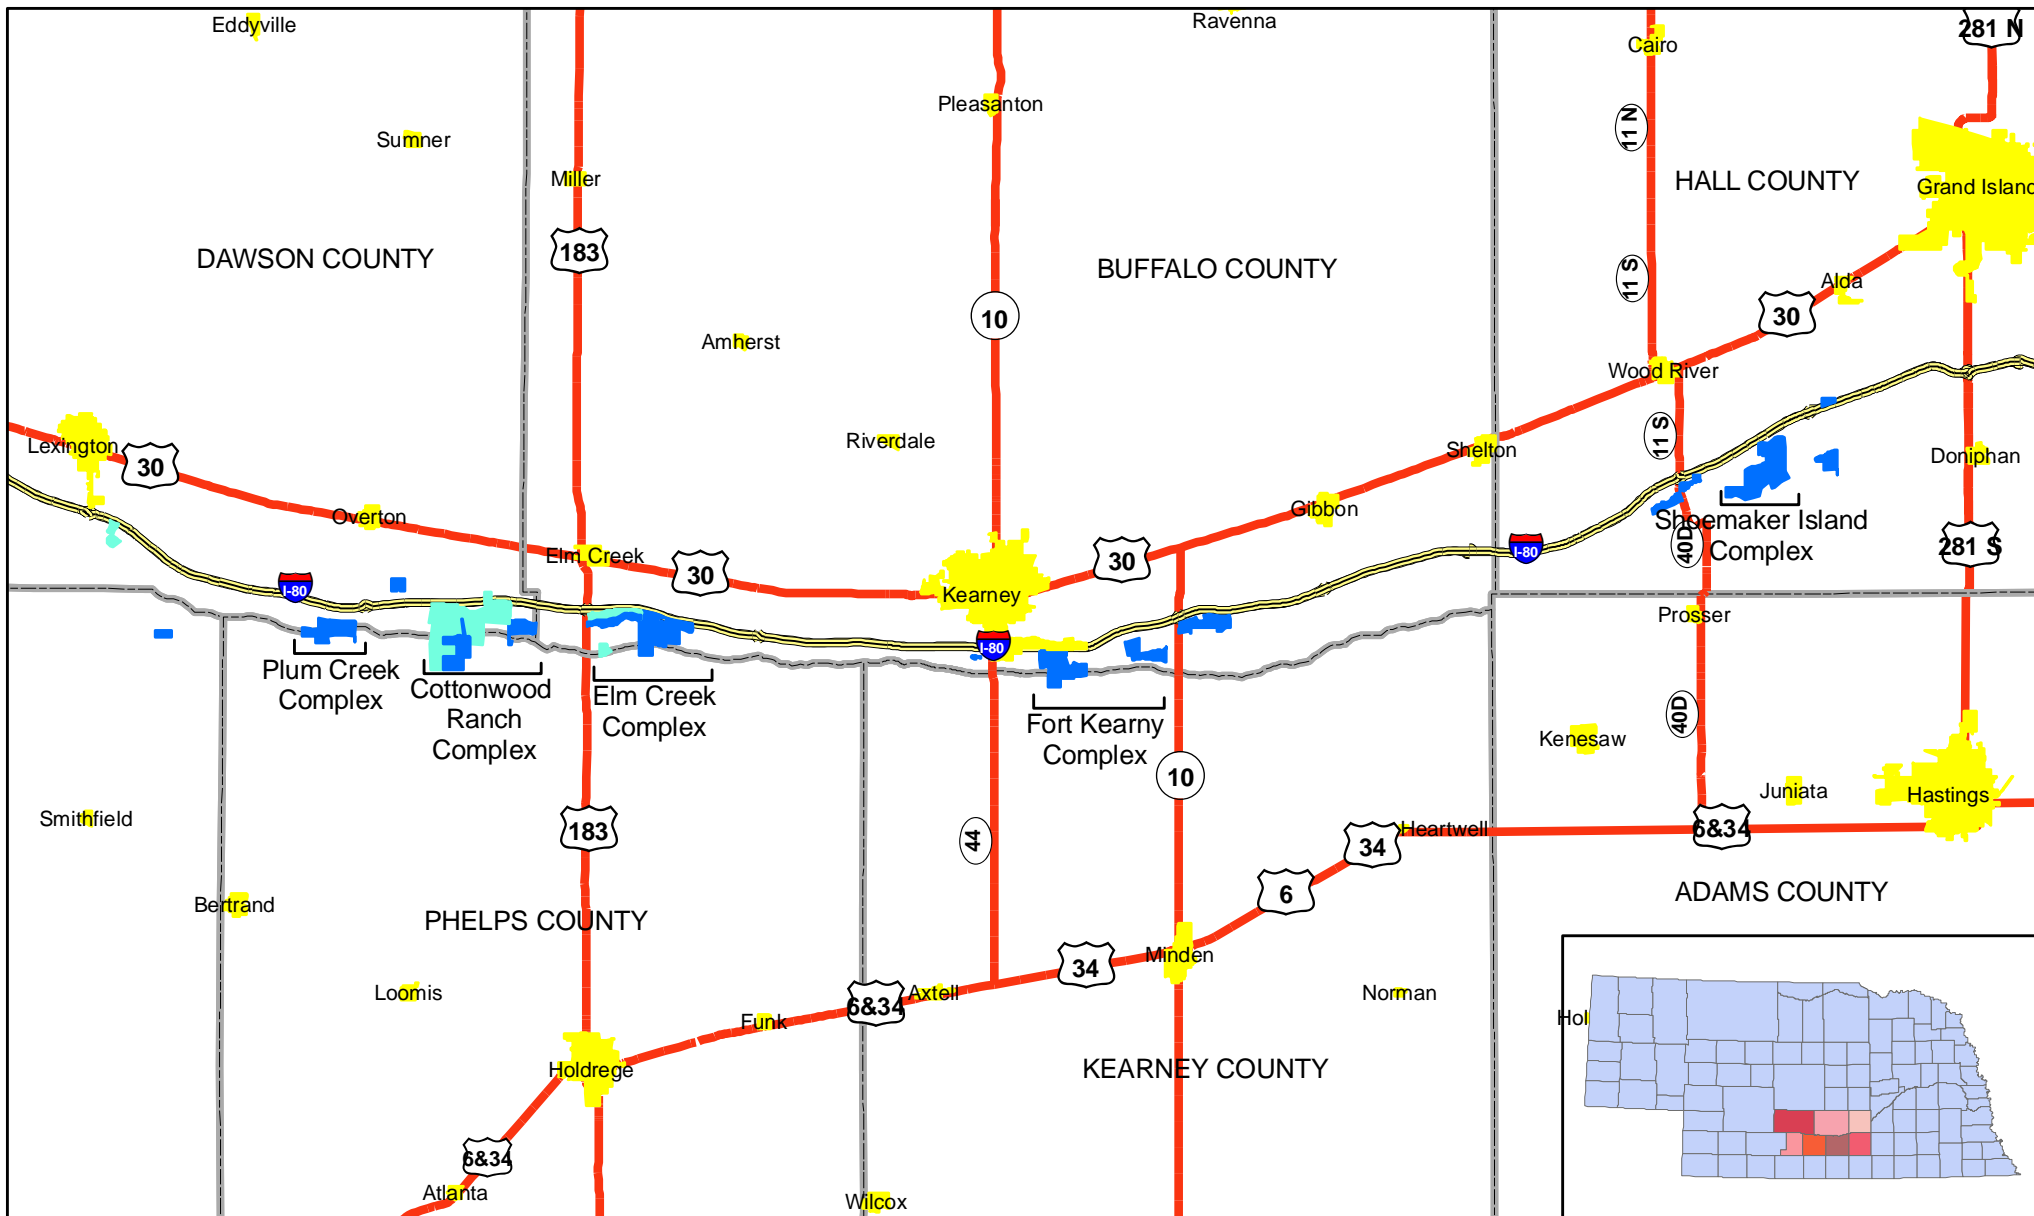 Eddyville
Ravenna
281 N
Cairo
Pleasanton
Sumner
11 N
Miller
HALL COUNTY
Grand Island
183
DAWSON COUNTY
BUFFALO COUNTY
11 S
Alda
10
30
Amherst
Wood River
Lexington
30
Riverdale
11 S
Shelton
Doniphan
Overton
Gibbon
Shoemaker Island
Complex
Elm Creek
30
30
I-80
40D
281 S
I-80
Kearney
Prosser
I-80
Plum Creek
Complex
Cottonwood
Ranch
Complex
Elm Creek
Complex
Fort Kearny
Complex
40D
Kenesaw
10
Juniata
Hastings
Smithfield
183
44
34
Heartwell
6&34
6
ADAMS COUNTY
Bertrand
PHELPS COUNTY
34
Minden
Loomis
6&34
Axtell
Norman
Funk
Hol
Holdrege
KEARNEY COUNTY
6&34
Atlanta
Wilcox